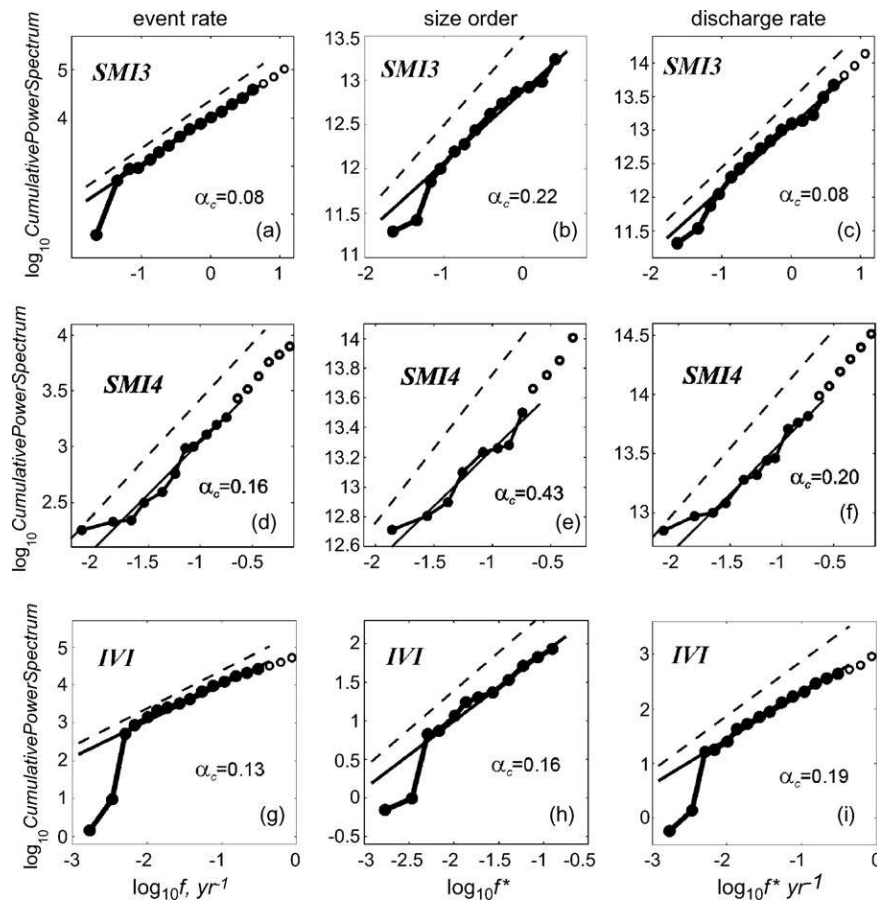 event rate
size order
discharge rate
log10CumulativePowerSpectrum
5
4
-1
0
1
SMI3
αc=0.08
(a)
13.5
13
12.5
12
11.5
11
-2
-1
0
SMI3
αc=0.22
(b)
14
13.5
13
12.5
12
11.5
-2
-1
0
1
SMI3
αc=0.08
(c)
log10CumulativePowerSpectrum
4
3.5
3
2.5
-2
-1.5
-1
-0.5
SMI4
αc=0.16
(d)
14
13.8
13.6
13.4
13.2
13
12.8
12.6
-2
-1.5
-1
-0.5
SMI4
αc=0.43
(e)
14.5
14
13.5
13
-2
-1.5
-1
-0.5
SMI4
αc=0.20
(f)
log10CumulativePowerSpectrum
5
4
3
2
1
0
-3
-2
-1
0
IVI
αc=0.13
(g)
log10f, yr-1
2
1.5
1
0.5
0
-0.5
-3
-2.5
-2
-1.5
-1
-0.5
IVI
αc=0.16
(h)
log10f*
3
2
1
0
-3
-2
-1
0
IVI
αc=0.19
(i)
log10f* yr-1